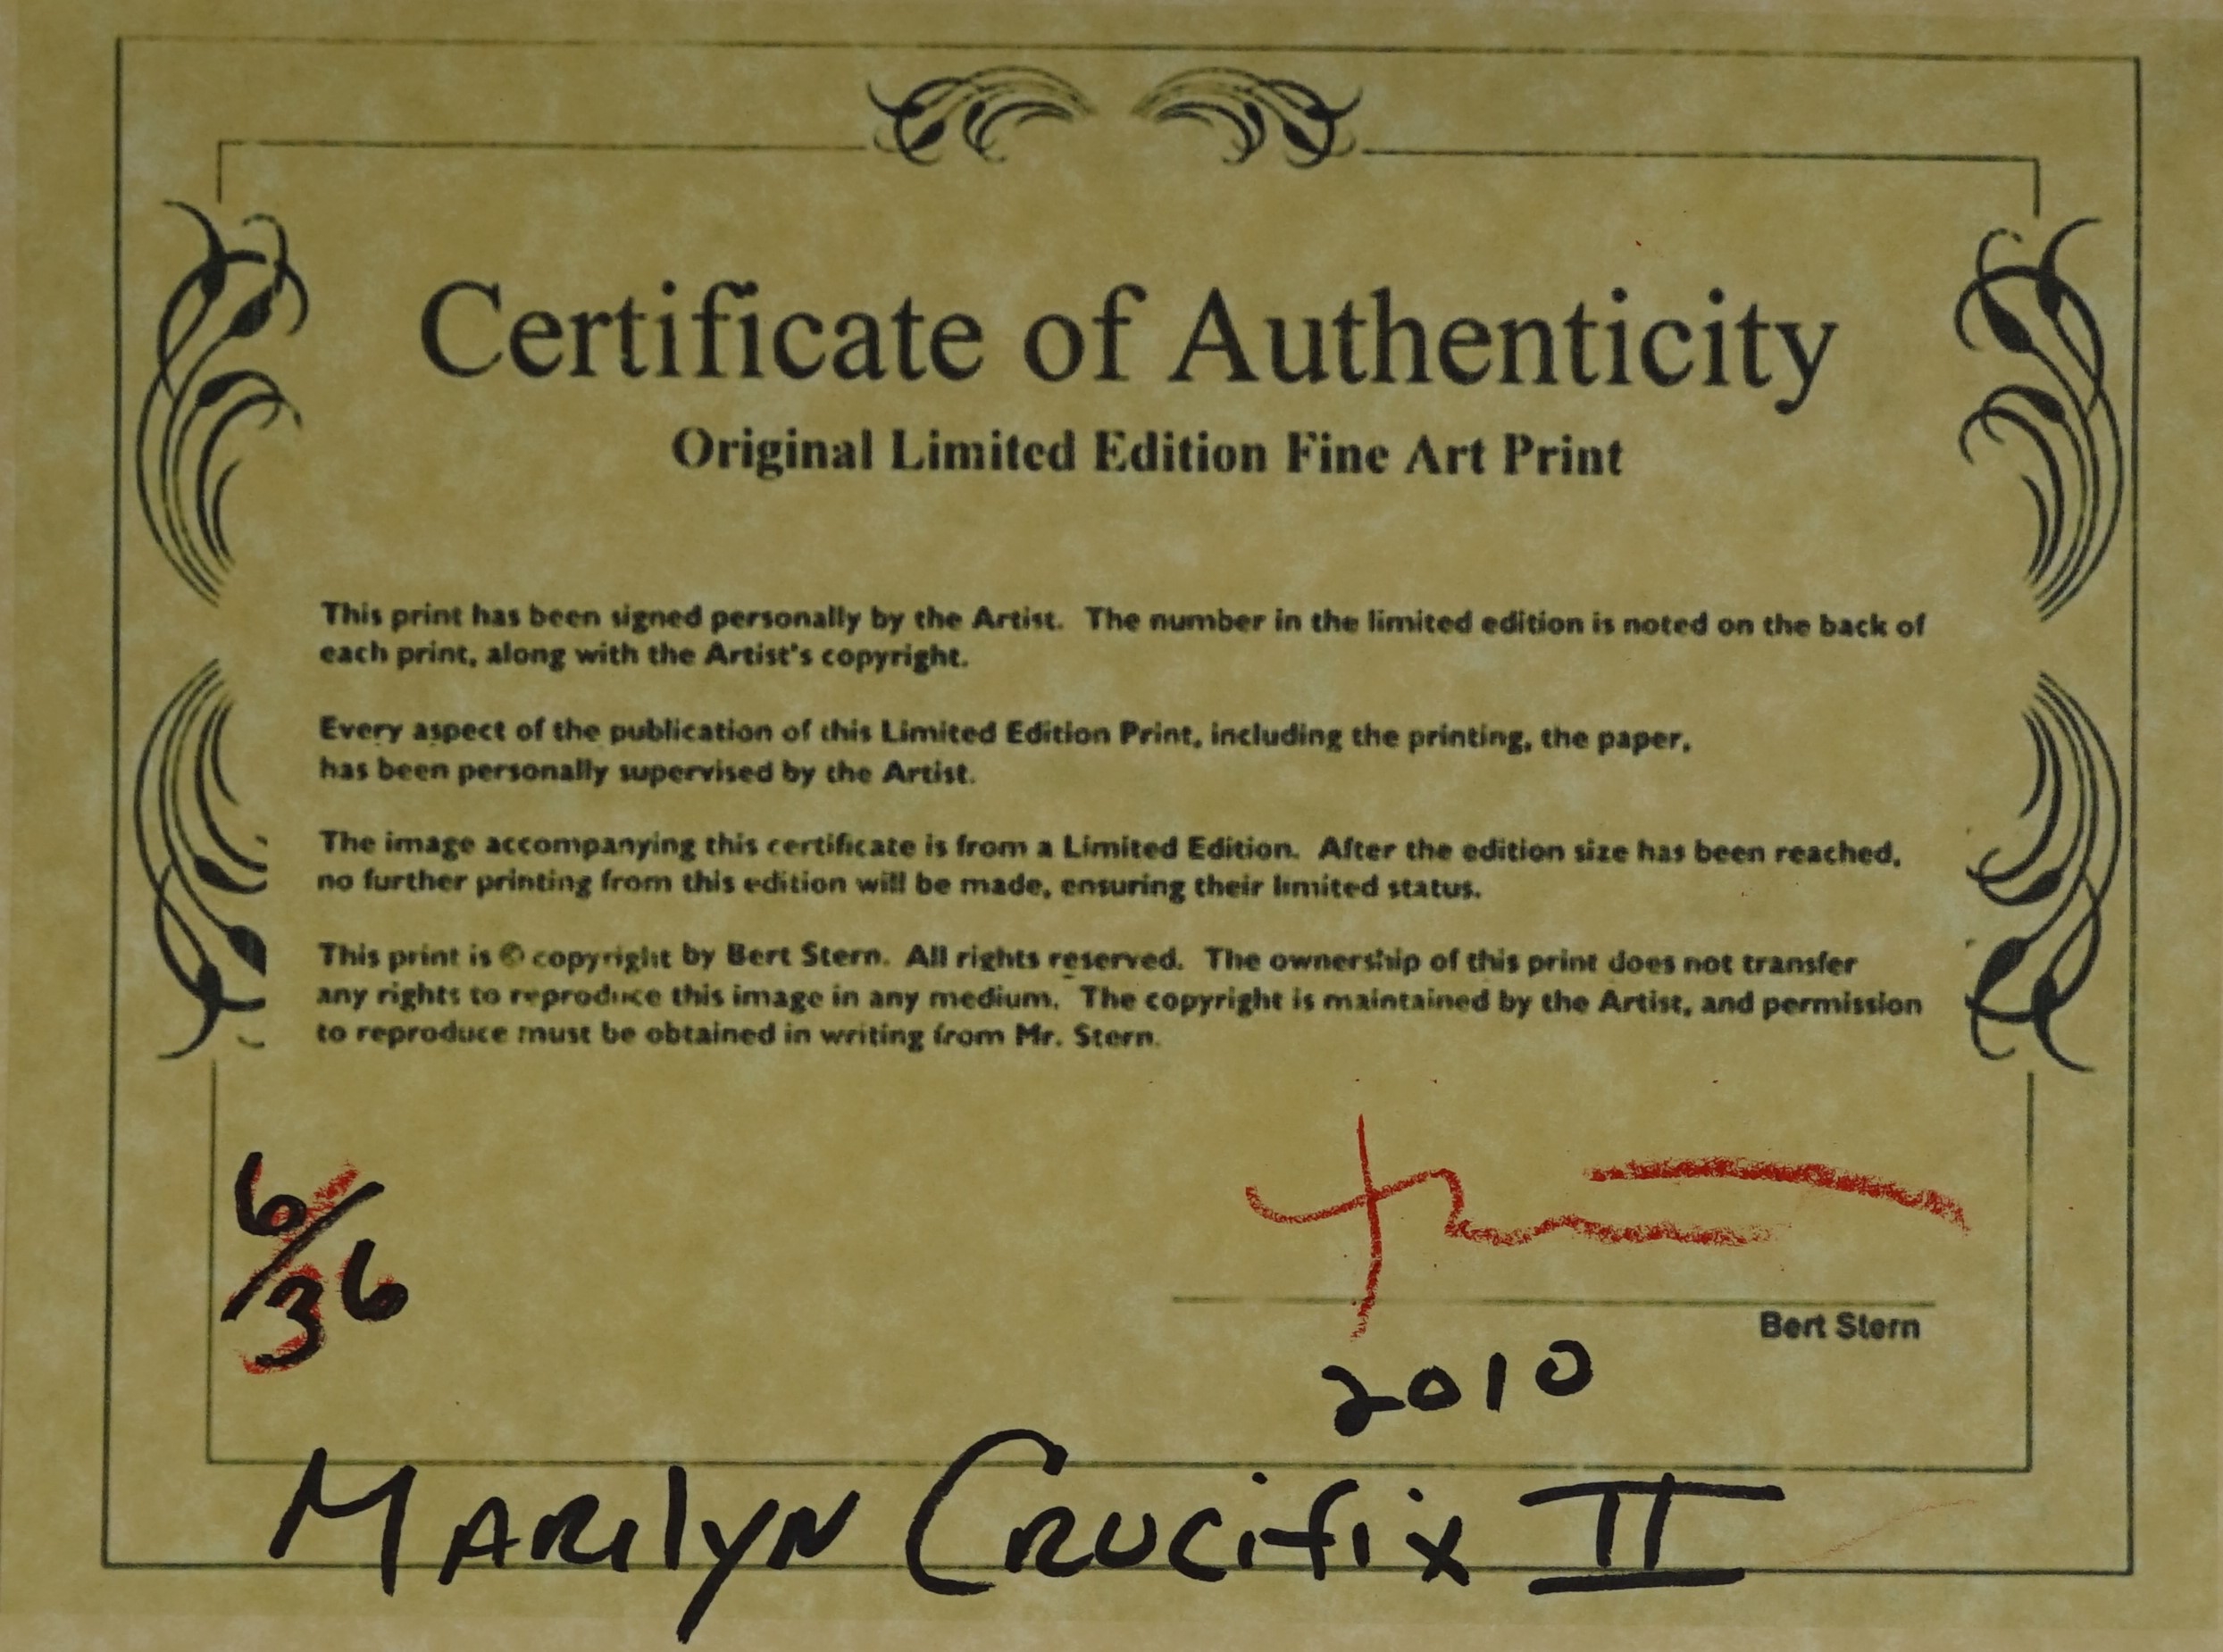 Certificate of Authenticity
Original Limited Edition Fine Art Print
This print has been signed personally by the Artist. The number in the limited edition is noted on the back of
each print, along with the Artist's copyright.
Every aspect of the publication of this Limited Edition Print, including the printing, the paper,
has been personally supervised by the Artist.
The image accompanying this certificate is from a Limited Edition. After the edition size has been reached,
no further printing from this edition will be made, ensuring their limited status.
This print is © copyright by Bert Stern. All rights reserved. The ownership of this print does not transfer
any rights to reproduce this image in any medium. The copyright is maintained by the Artist, and permission
to reproduce must be obtained in writing from Mr. Stern.
6/36
Bert Stern
2010
MARilyN CRUCifix II